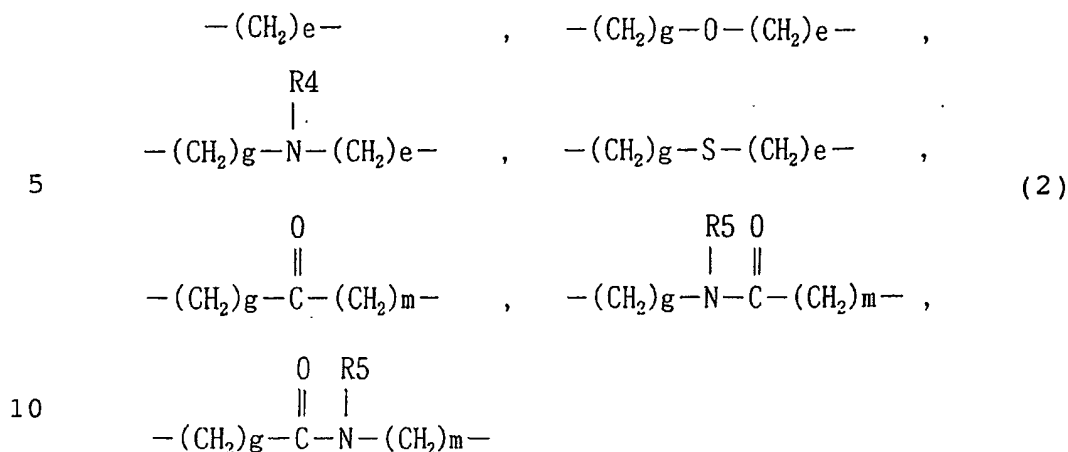 —(CH₂)e— , —(CH₂)g—O—(CH₂)e— ,
R4
|
—(CH₂)g—N—(CH₂)e— , —(CH₂)g—S—(CH₂)e— ,
5 (2)
O R5 O
‖ | ‖
—(CH₂)g—C—(CH₂)m— , —(CH₂)g—N—C—(CH₂)m— ,
O R5
10 ‖ |
—(CH₂)g—C—N—(CH₂)m—